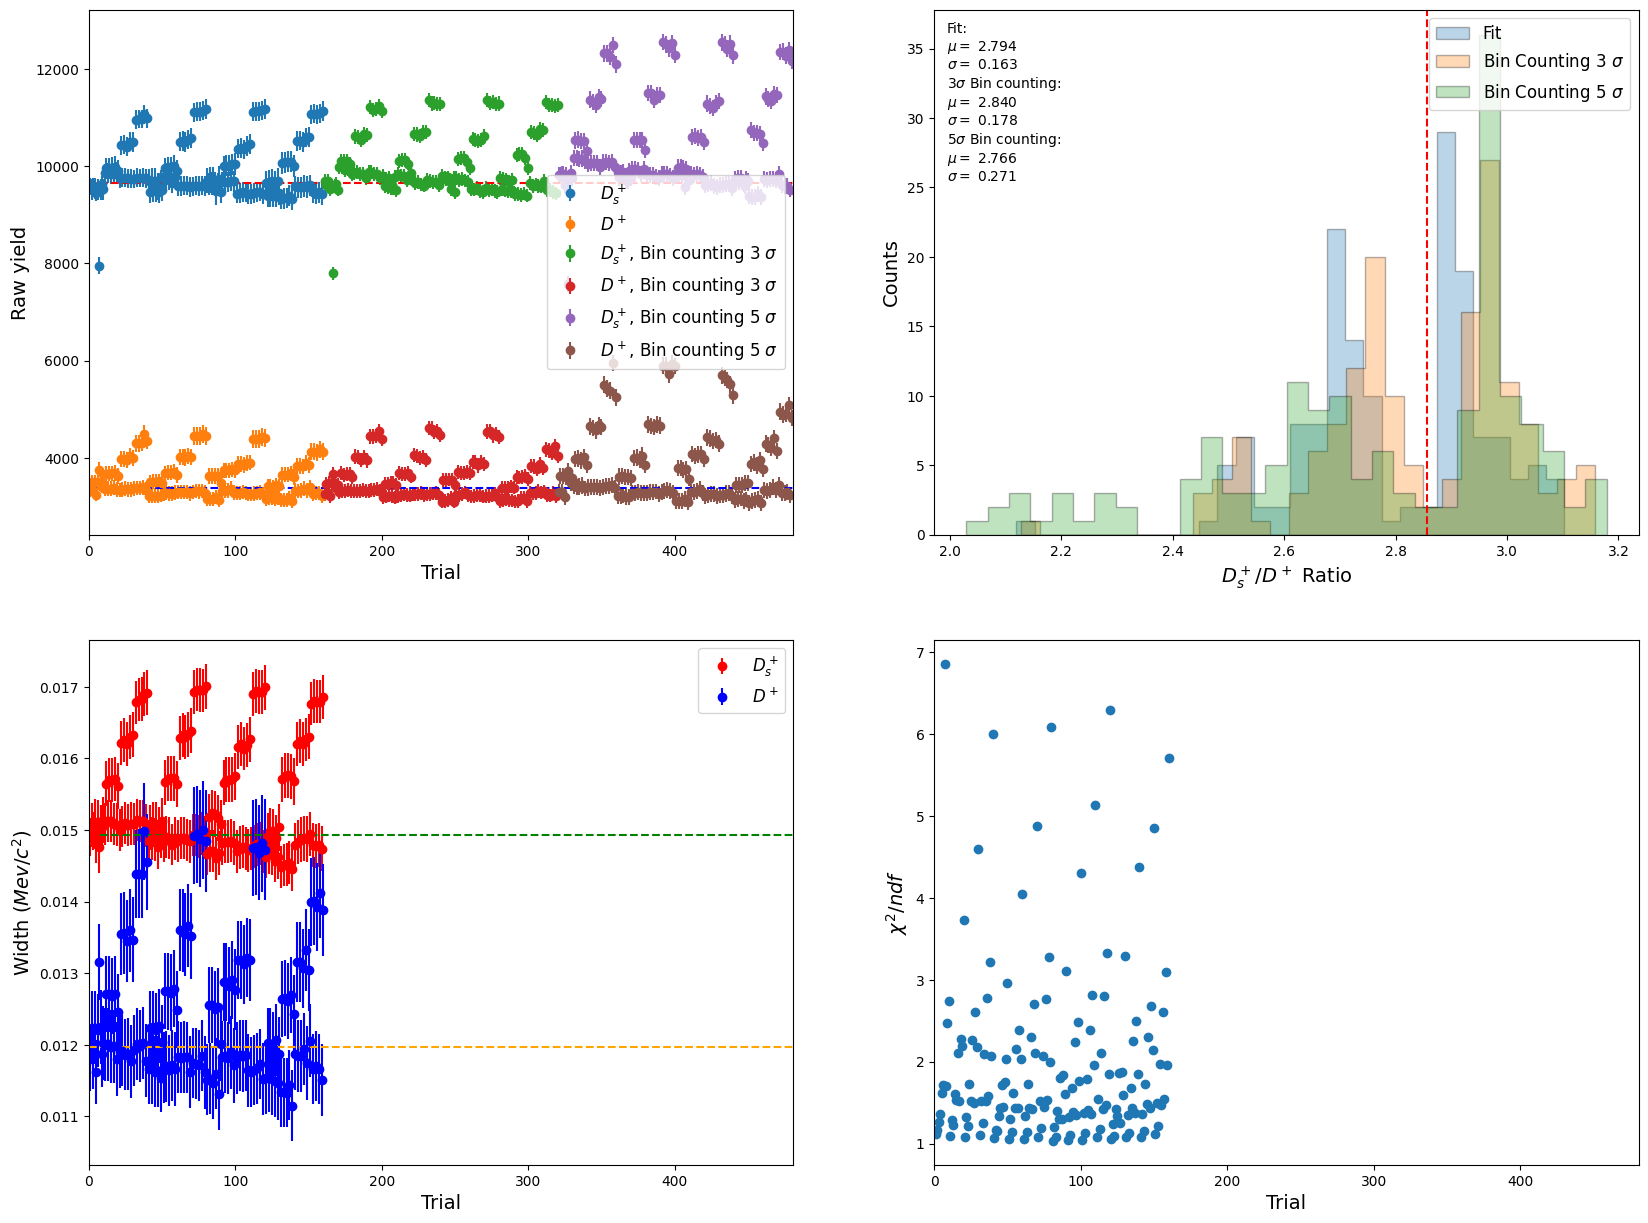 12000
10000
8000
6000
4000
Raw yield
0
100
200
300
400
Trial
D_s^+
D^+
D_s^+, Bin counting 3 σ
D^+, Bin counting 3 σ
D_s^+, Bin counting 5 σ
D^+, Bin counting 5 σ
35
30
25
20
15
10
5
0
Counts
2.0
2.2
2.4
2.6
2.8
3.0
3.2
D_s^+/D^+ Ratio
Fit:
μ = 2.794
σ = 0.163
3σ Bin counting:
μ = 2.840
σ = 0.178
5σ Bin counting:
μ = 2.766
σ = 0.271
Fit
Bin Counting 3 σ
Bin Counting 5 σ
0.017
0.016
0.015
0.014
0.013
0.012
0.011
Width (Mev/c^2)
0
100
200
300
400
Trial
D_s^+
D^+
7
6
5
4
3
2
1
χ^2/ndf
0
100
200
300
400
Trial